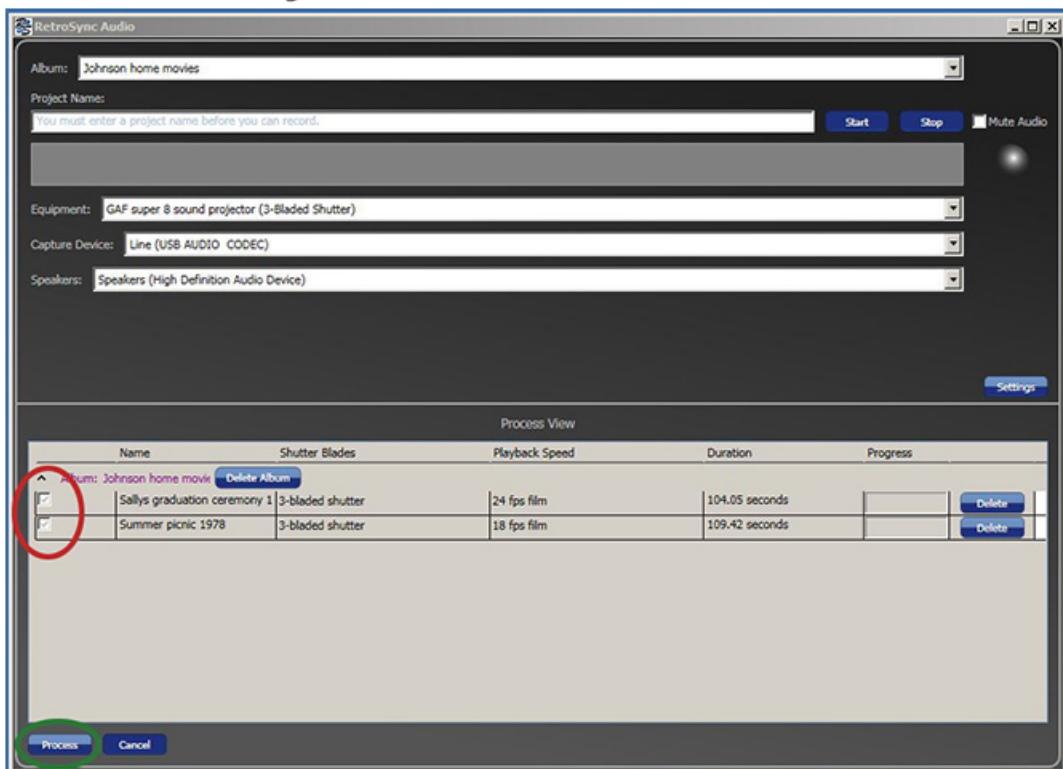 RetroSync Audio
Album: Johnson home movies
Project Name:
You must enter a project name before you can record. Start Stop Mute Audio
Equipment: GAF super 8 sound projector (3-Bladed Shutter)
Capture Device: Line (USB AUDIO CODEC)
Speakers: Speakers (High Definition Audio Device)
Settings
Process View
Name Shutter Blades Playback Speed Duration Progress
Album: Johnson home movie Delete Album
Sallys graduation ceremony 1 3-bladed shutter 24 fps film 104.05 seconds Delete
Summer picnic 1978 3-bladed shutter 18 fps film 109.42 seconds Delete
Process Cancel